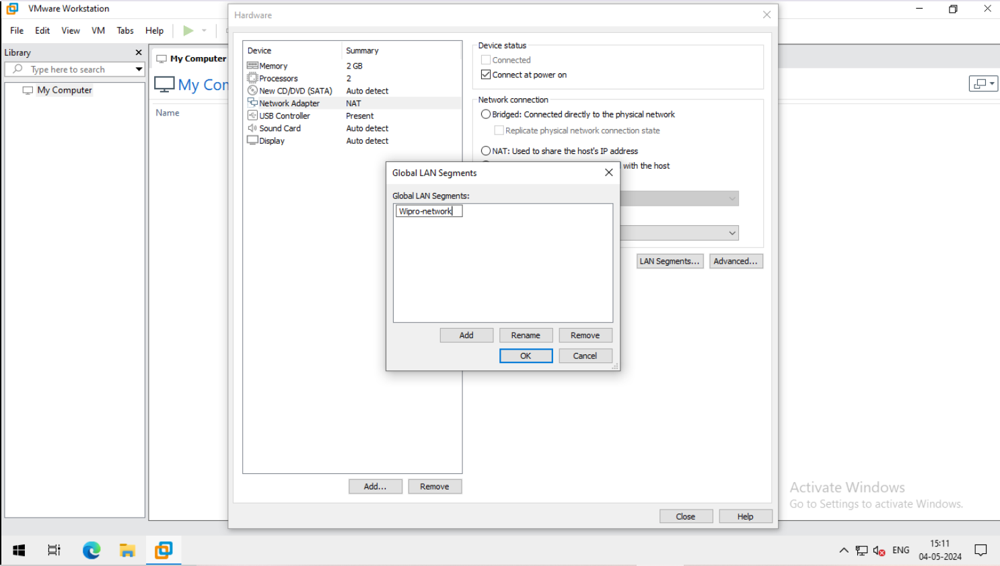 VMware Workstation
File Edit View VM Tabs Help
Library
Type here to search
My Computer
My Computer
My Con
Name
Hardware
Device Summary
Memory 2 GB
Processors 2
New CD/DVD (SATA) Auto detect
Network Adapter NAT
USB Controller Present
Sound Card Auto detect
Display Auto detect
Add... Remove
Device status
Connected
Connect at power on
Network connection
Bridged: Connected directly to the physical network
Replicate physical network connection state
NAT: Used to share the host's IP address
with the host
LAN Segments... Advanced...
Global LAN Segments
Global LAN Segments:
Wipro-network
Add Rename Remove
OK Cancel
Close Help
Activate Windows
Go to Settings to activate Windows.
ENG
15:11
04-05-2024